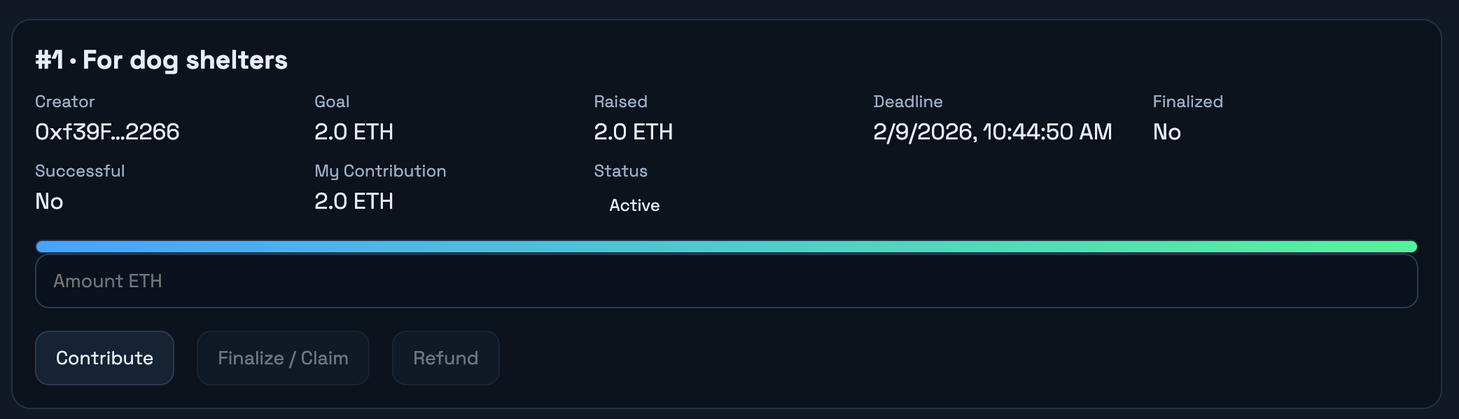 #1 · For dog shelters
Creator Goal Raised Deadline Finalized
0xf39F...2266 2.0 ETH 2.0 ETH 2/9/2026, 10:44:50 AM No
Successful My Contribution Status
No 2.0 ETH Active
Amount ETH
Contribute Finalize / Claim Refund